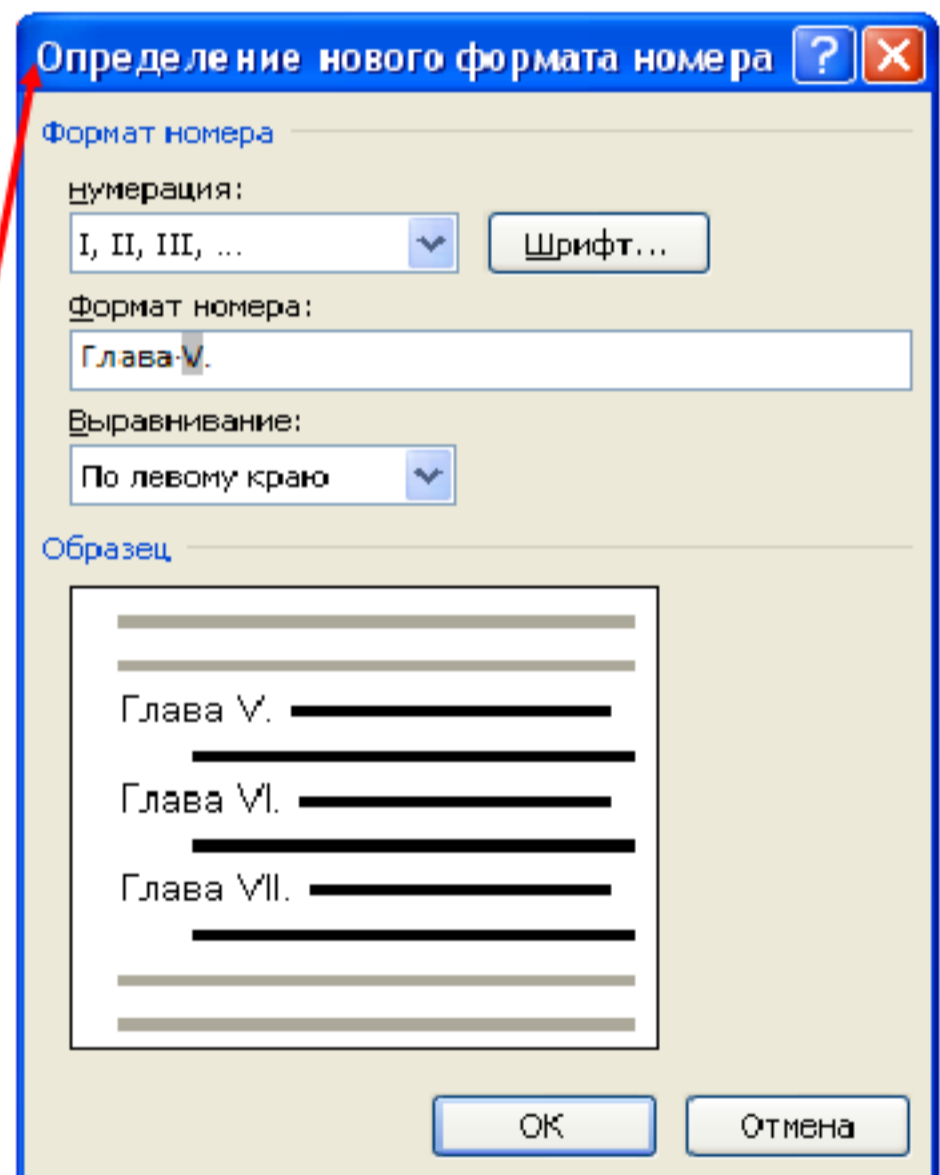 Определение нового формата номера
Формат номера
нумерация:
I, II, III, ...
Шрифт...
Формат номера:
Глава·V.
Выравнивание:
По левому краю
Образец
Глава V.
Глава VI.
Глава VII.
ОК
Отмена